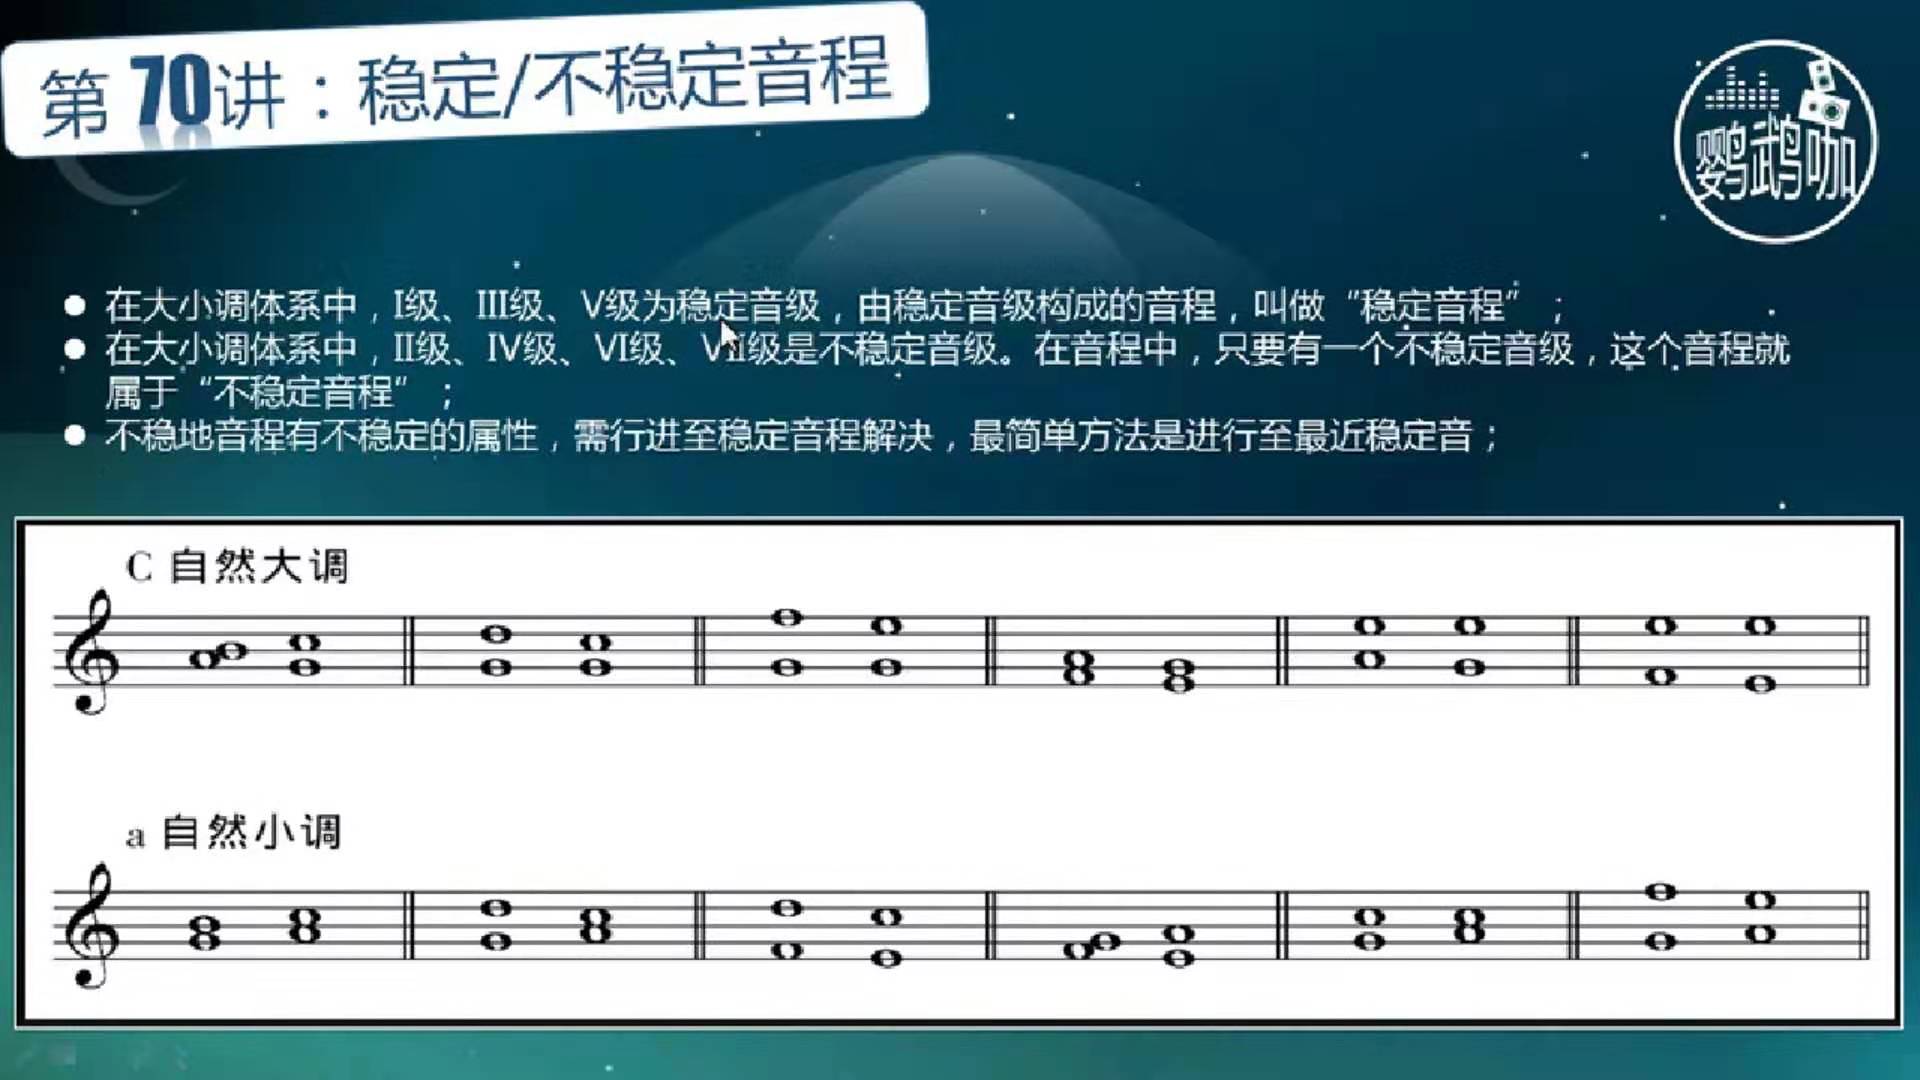 第 70讲：稳定/不稳定音程
鹦鹉咖
● 在大小调体系中，I级、III级、V级为稳定音级，由稳定音级构成的音程，叫做“稳定音程”；
● 在大小调体系中，II级、IV级、VI级、VII级是不稳定音级。在音程中，只要有一个不稳定音级，这个音程就
属于“不稳定音程”；
● 不稳地音程有不稳定的属性，需行进至稳定音程解决，最简单方法是进行至最近稳定音；
C 自然大调
a 自然小调